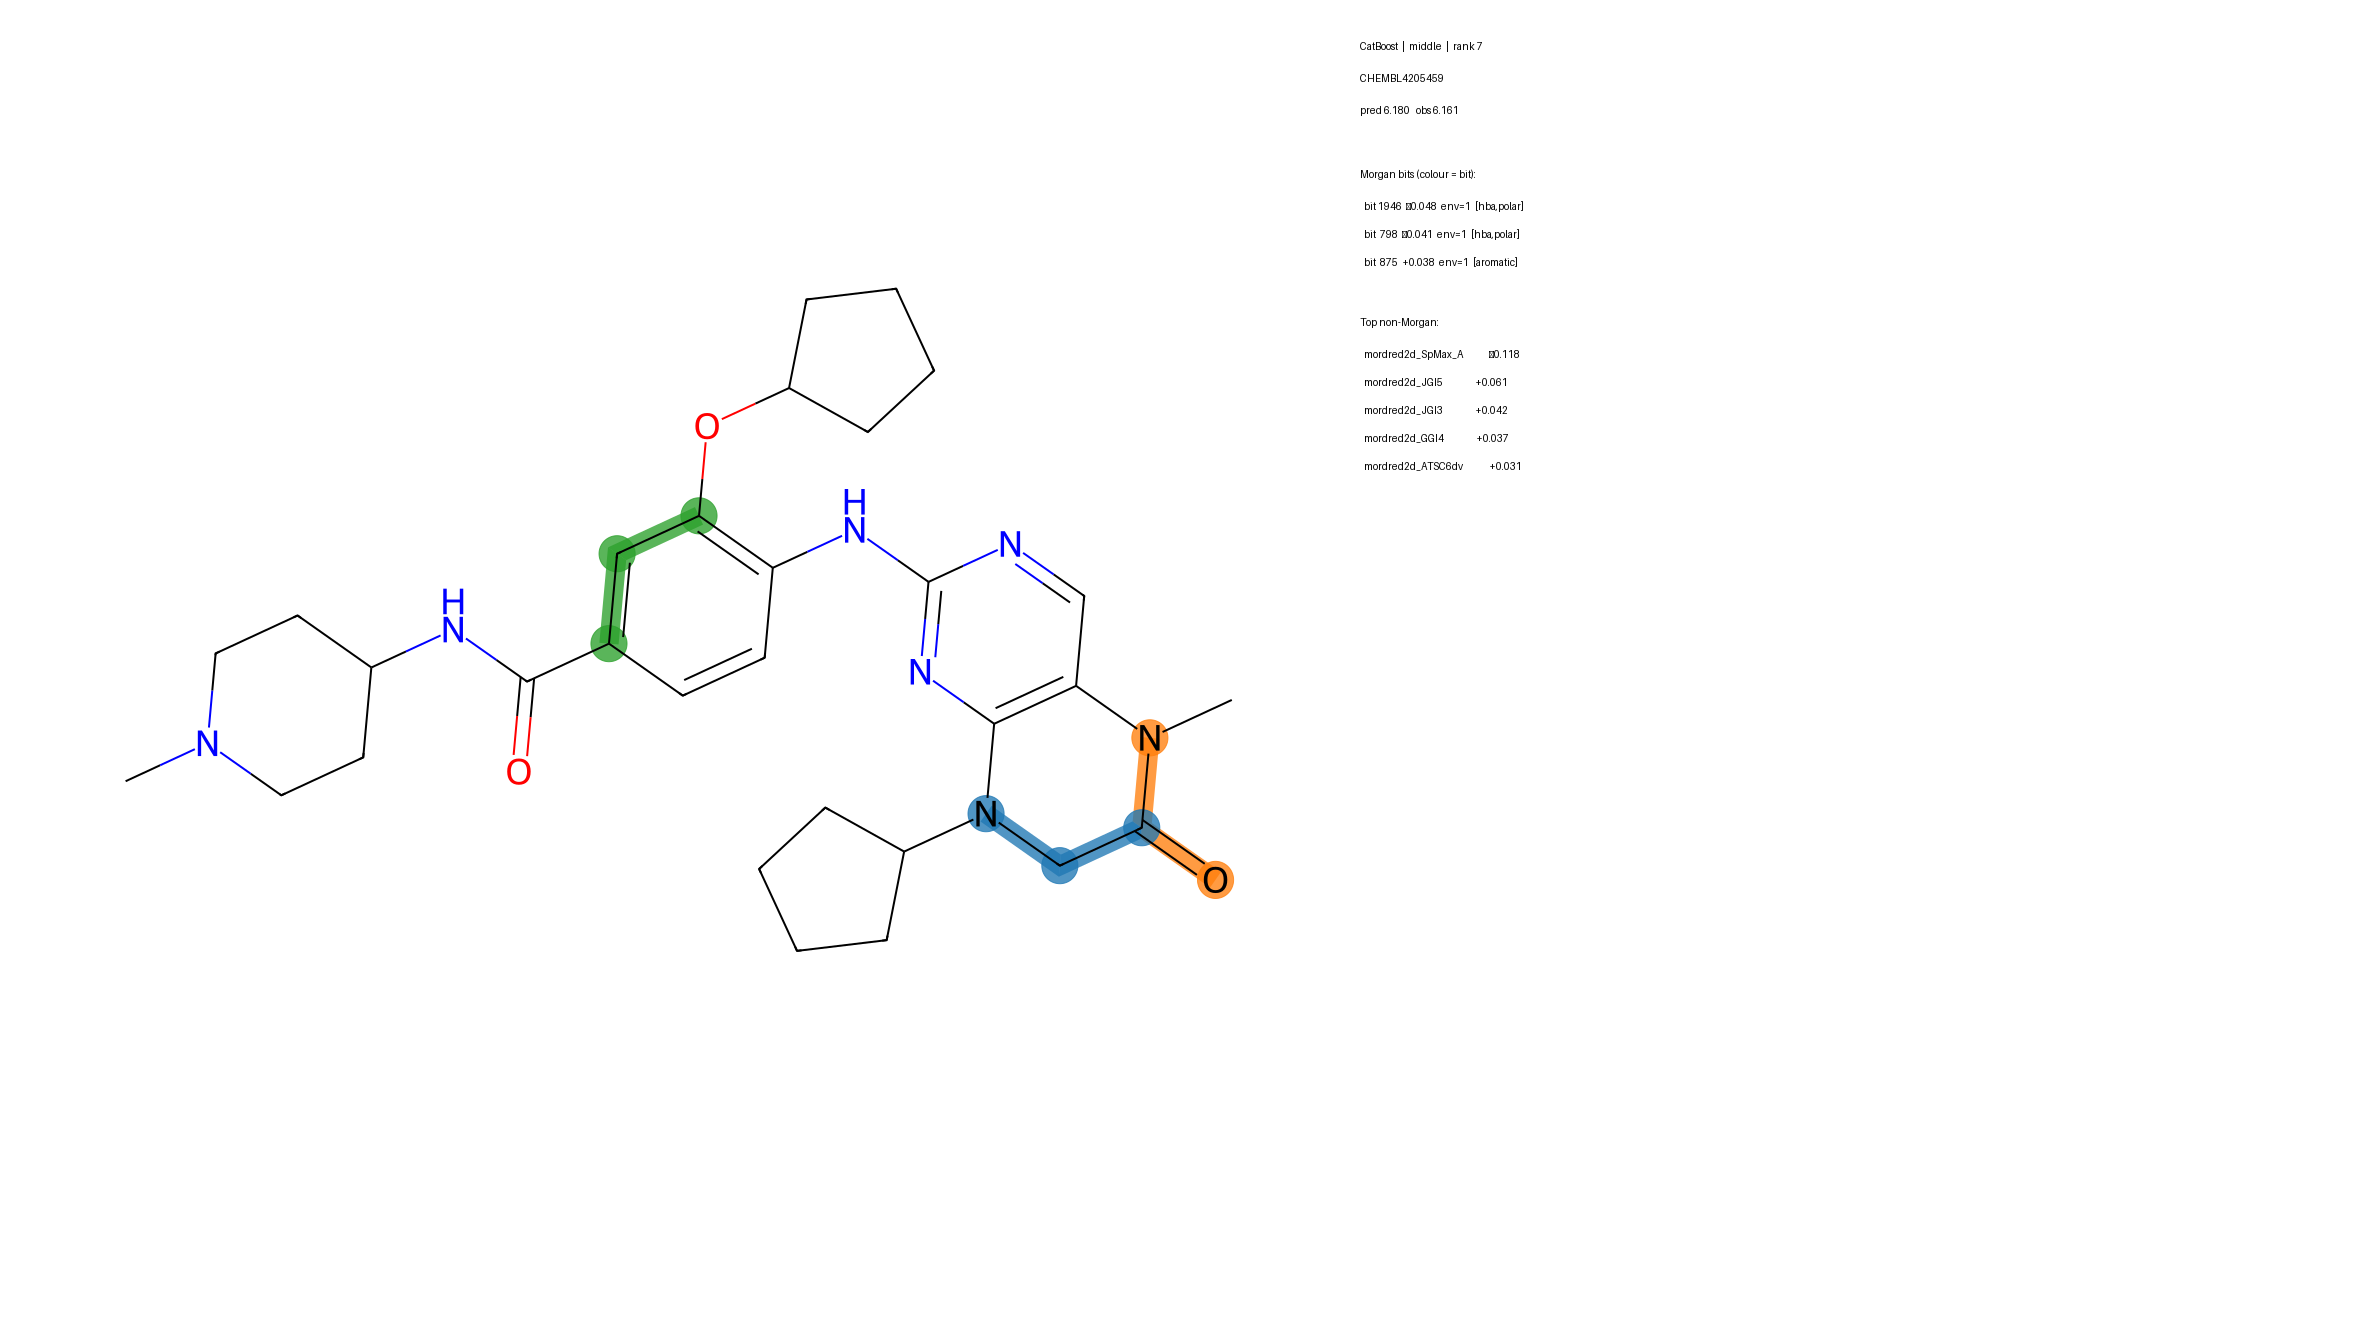 CatBoost | middle | rank 7
CHEMBL4205459
pred 6.180 obs 6.161
Morgan bits (colour = bit):
bit 1946 ▯0.048 env=1 [hba,polar]
bit 798 ▯0.041 env=1 [hba,polar]
bit 875 +0.038 env=1 [aromatic]
Top non-Morgan:
mordred2d_SpMax_A ▯0.118
mordred2d_JGI5 +0.061
mordred2d_JGI3 +0.042
mordred2d_GGI4 +0.037
mordred2d_ATSC6dv +0.031
O
H
N
N
H
N
N
N
N
O
N
O